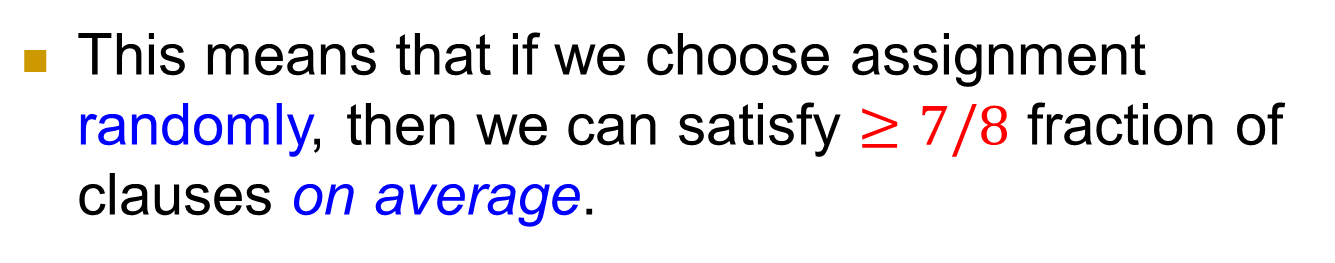 This means that if we choose assignment
randomly, then we can satisfy ≥ 7/8 fraction of
clauses on average.